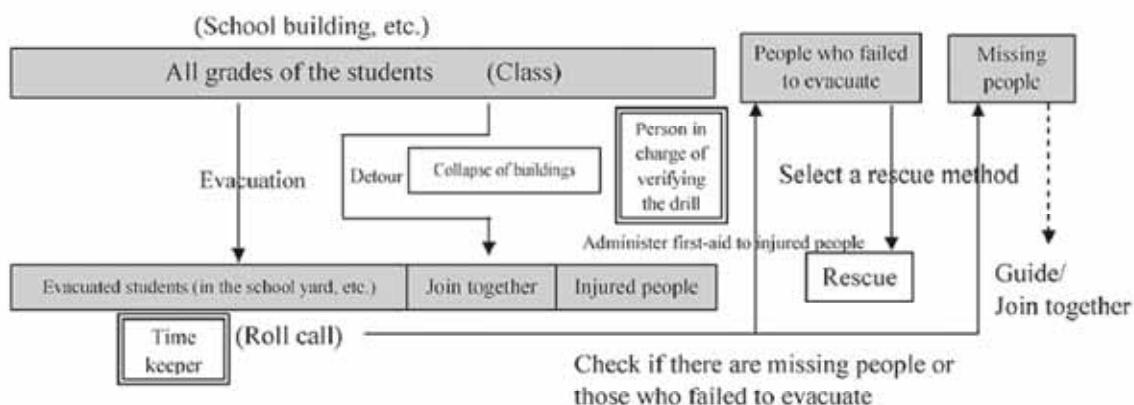 (School building, etc.)
All grades of the students (Class)
People who failed
to evacuate
Missing
people
Person in
charge of
verifying
the drill
Evacuation
Detour
Collapse of buildings
Select a rescue method
Administer first-aid to injured people
Rescue
Guide/
Join together
Evacuated students (in the school yard, etc.)
Join together
Injured people
Time
keeper
(Roll call)
Check if there are missing people or
those who failed to evacuate